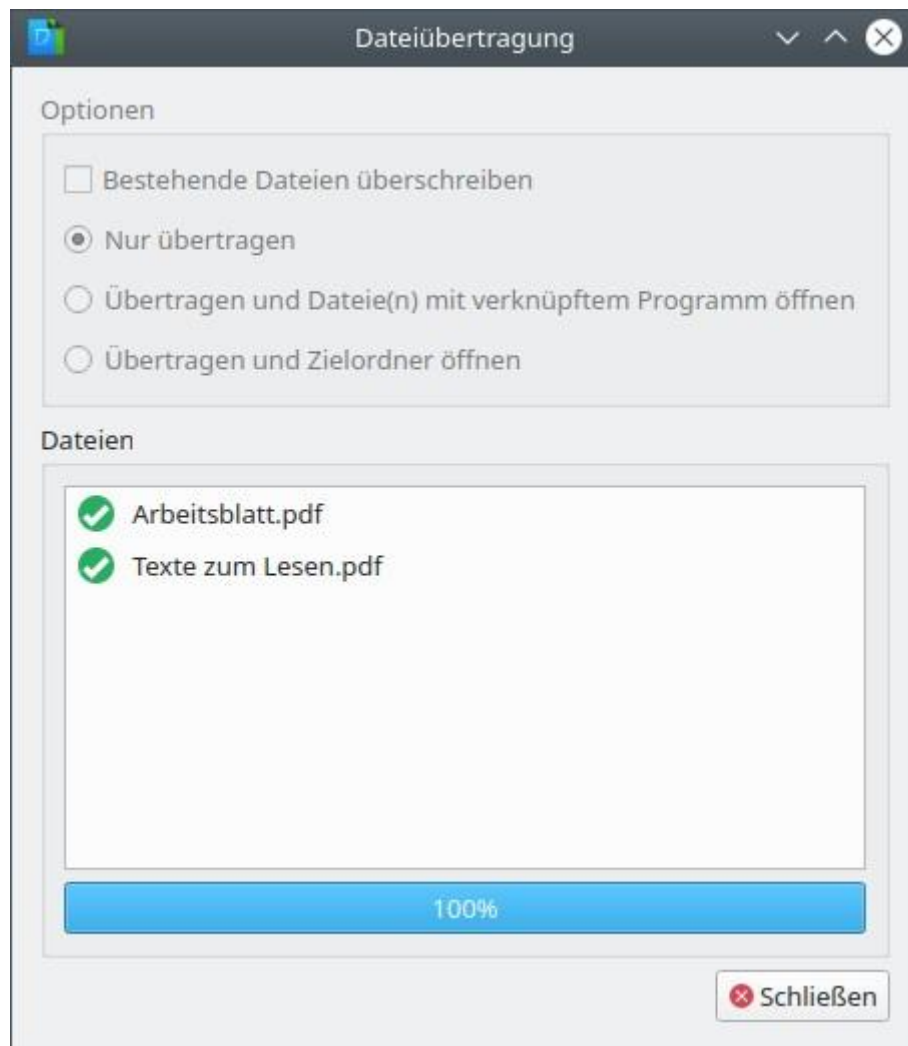 Dateiübertragung
Optionen
Bestehende Dateien überschreiben
Nur übertragen
Übertragen und Dateie(n) mit verknüpftem Programm öffnen
Übertragen und Zielordner öffnen
Dateien
Arbeitsblatt.pdf
Texte zum Lesen.pdf
100%
Schließen